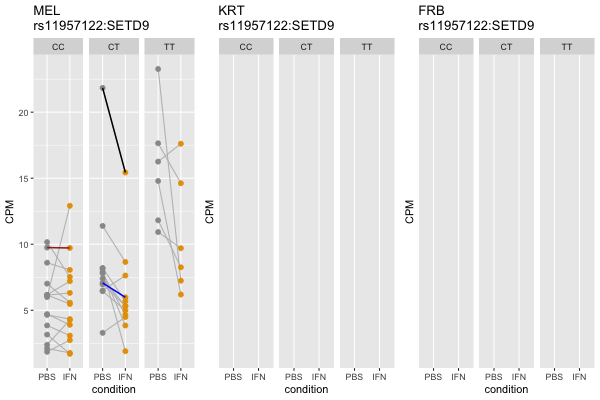 MEL
rs11957122:SETD9
CC CT TT
CPM
20
15
10
5
PBS IFN PBS IFN PBS IFN
condition
KRT
rs11957122:SETD9
CC CT TT
CPM
PBS IFN PBS IFN PBS IFN
condition
FRB
rs11957122:SETD9
CC CT TT
CPM
PBS IFN PBS IFN PBS IFN
condition